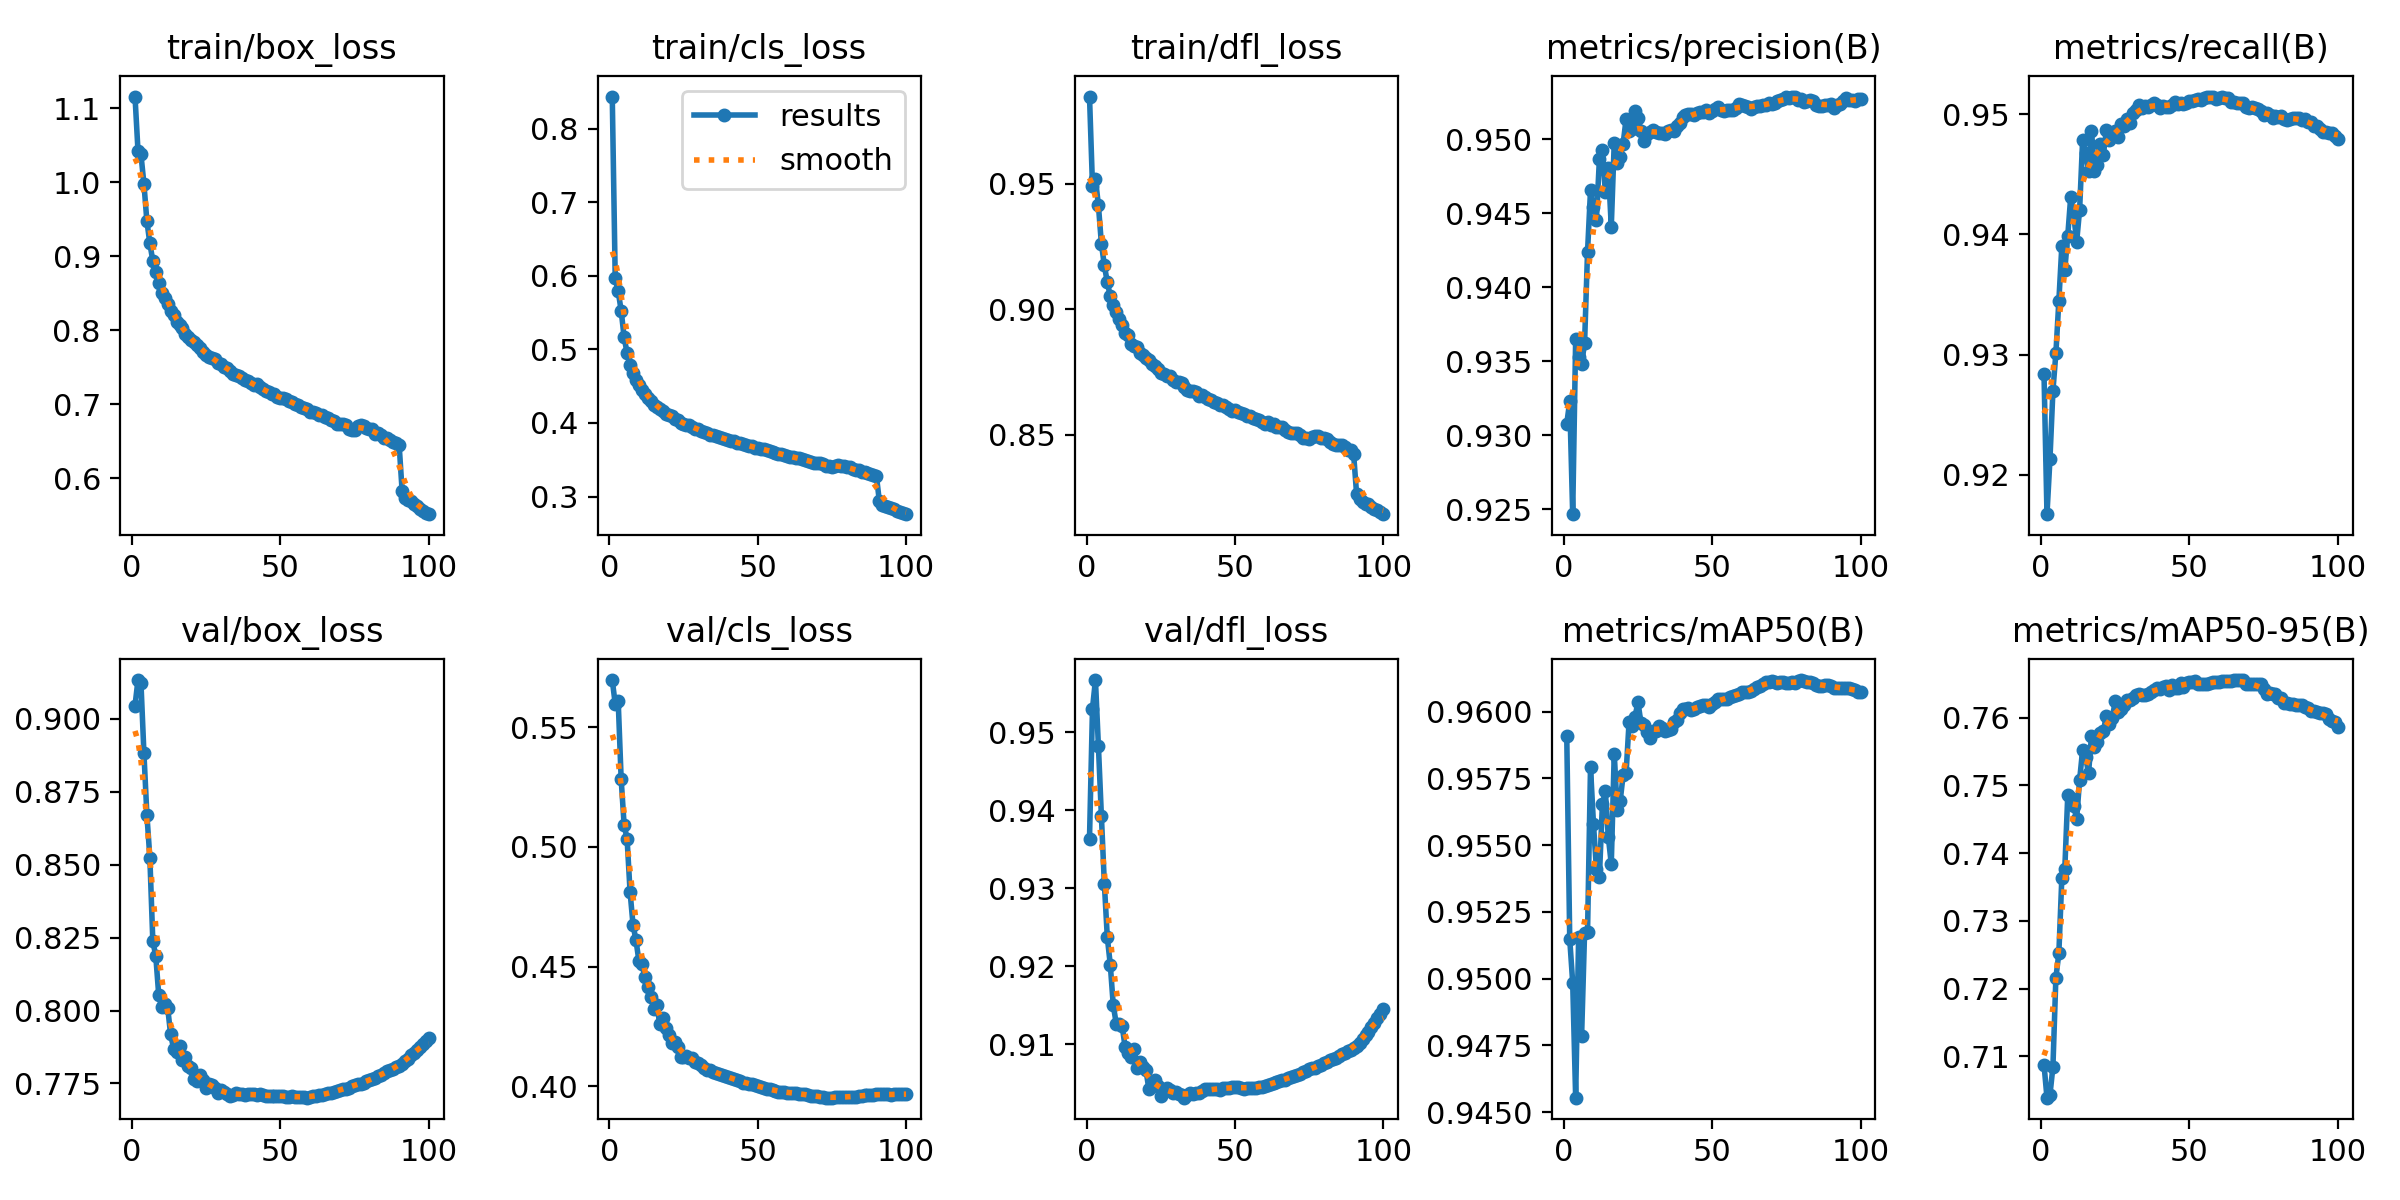 train/box_loss
1.1
1.0
0.9
0.8
0.7
0.6
0 50 100
train/cls_loss
results
smooth
0.8
0.7
0.6
0.5
0.4
0.3
0 50 100
train/dfl_loss
0.95
0.90
0.85
0 50 100
metrics/precision(B)
0.950
0.945
0.940
0.935
0.930
0.925
0 50 100
metrics/recall(B)
0.95
0.94
0.93
0.92
0 50 100
val/box_loss
0.900
0.875
0.850
0.825
0.800
0.775
0 50 100
val/cls_loss
0.55
0.50
0.45
0.40
0 50 100
val/dfl_loss
0.95
0.94
0.93
0.92
0.91
0 50 100
metrics/mAP50(B)
0.9600
0.9575
0.9550
0.9525
0.9500
0.9475
0.9450
0 50 100
metrics/mAP50-95(B)
0.76
0.75
0.74
0.73
0.72
0.71
0 50 100